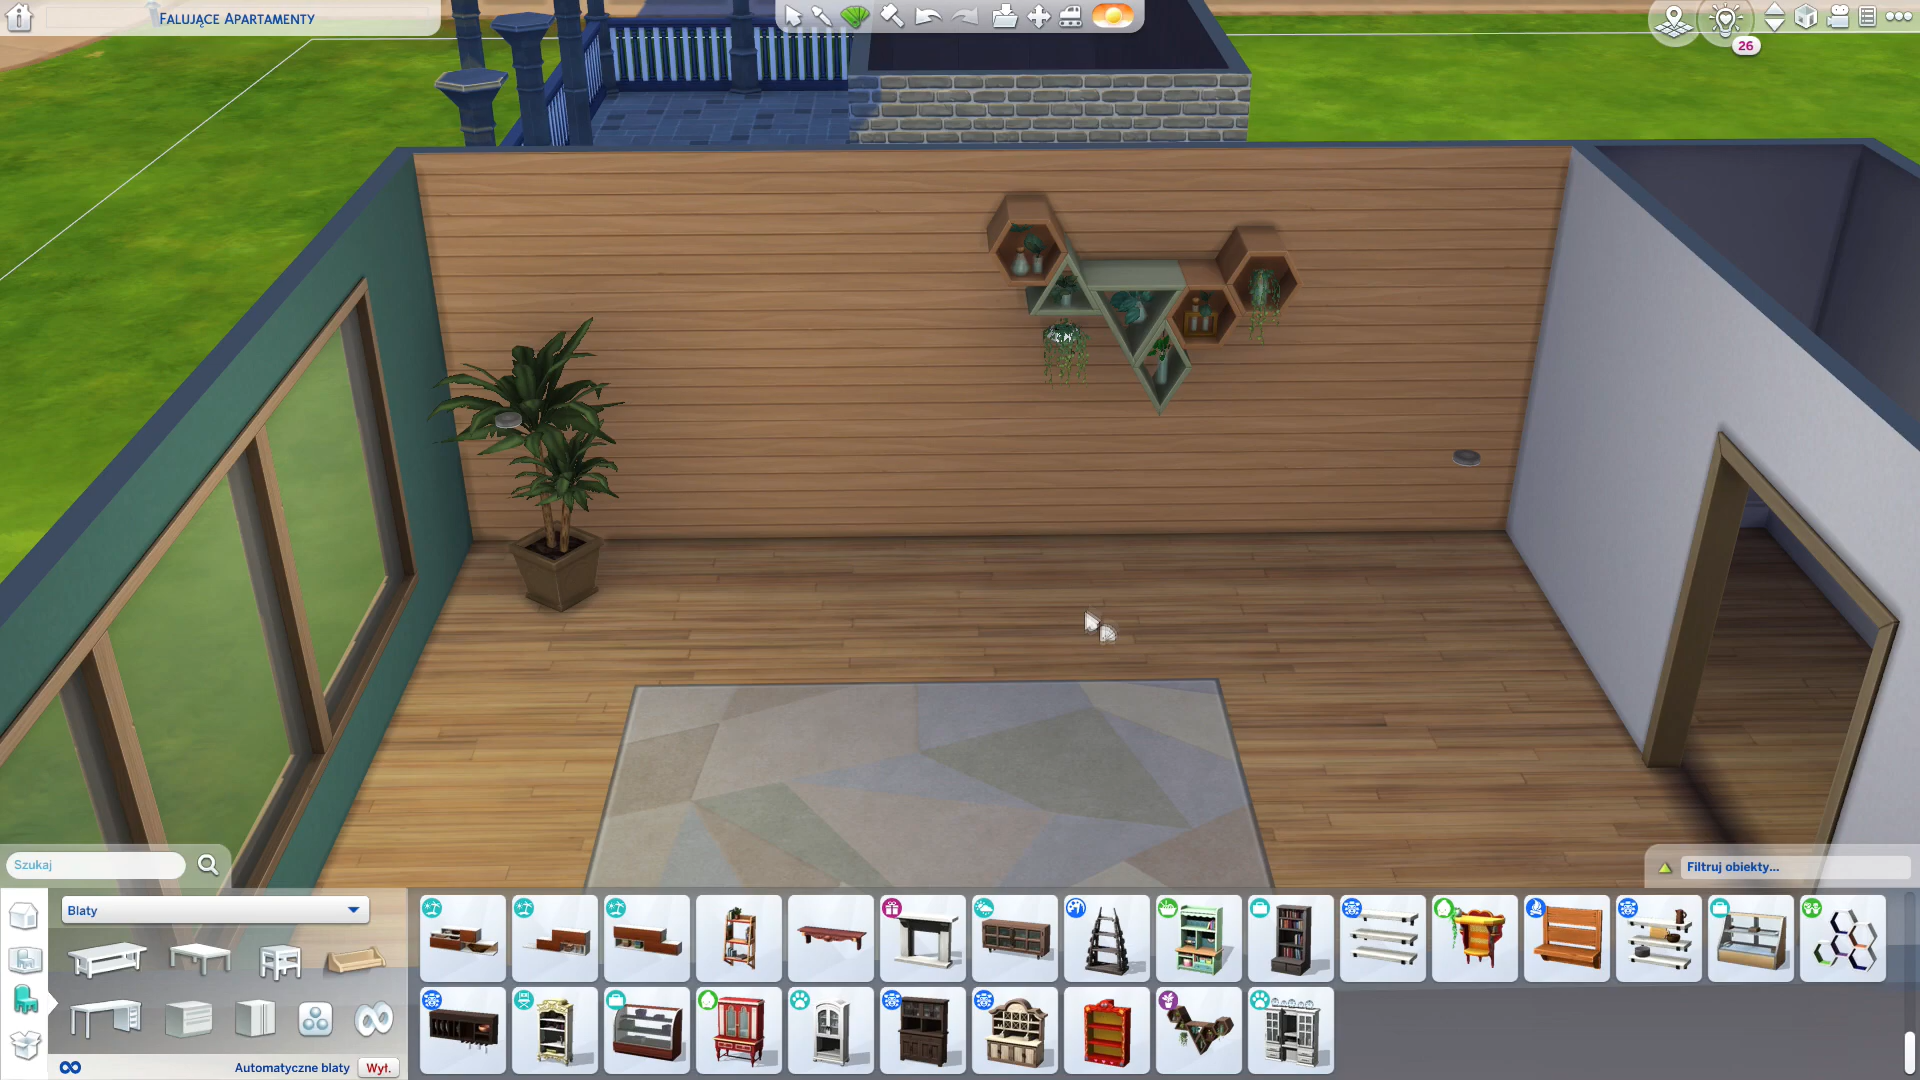 Falujące Apartamenty
26
Szukaj
Filtruj obiekty...
Blaty
Automatyczne blaty
Wył.